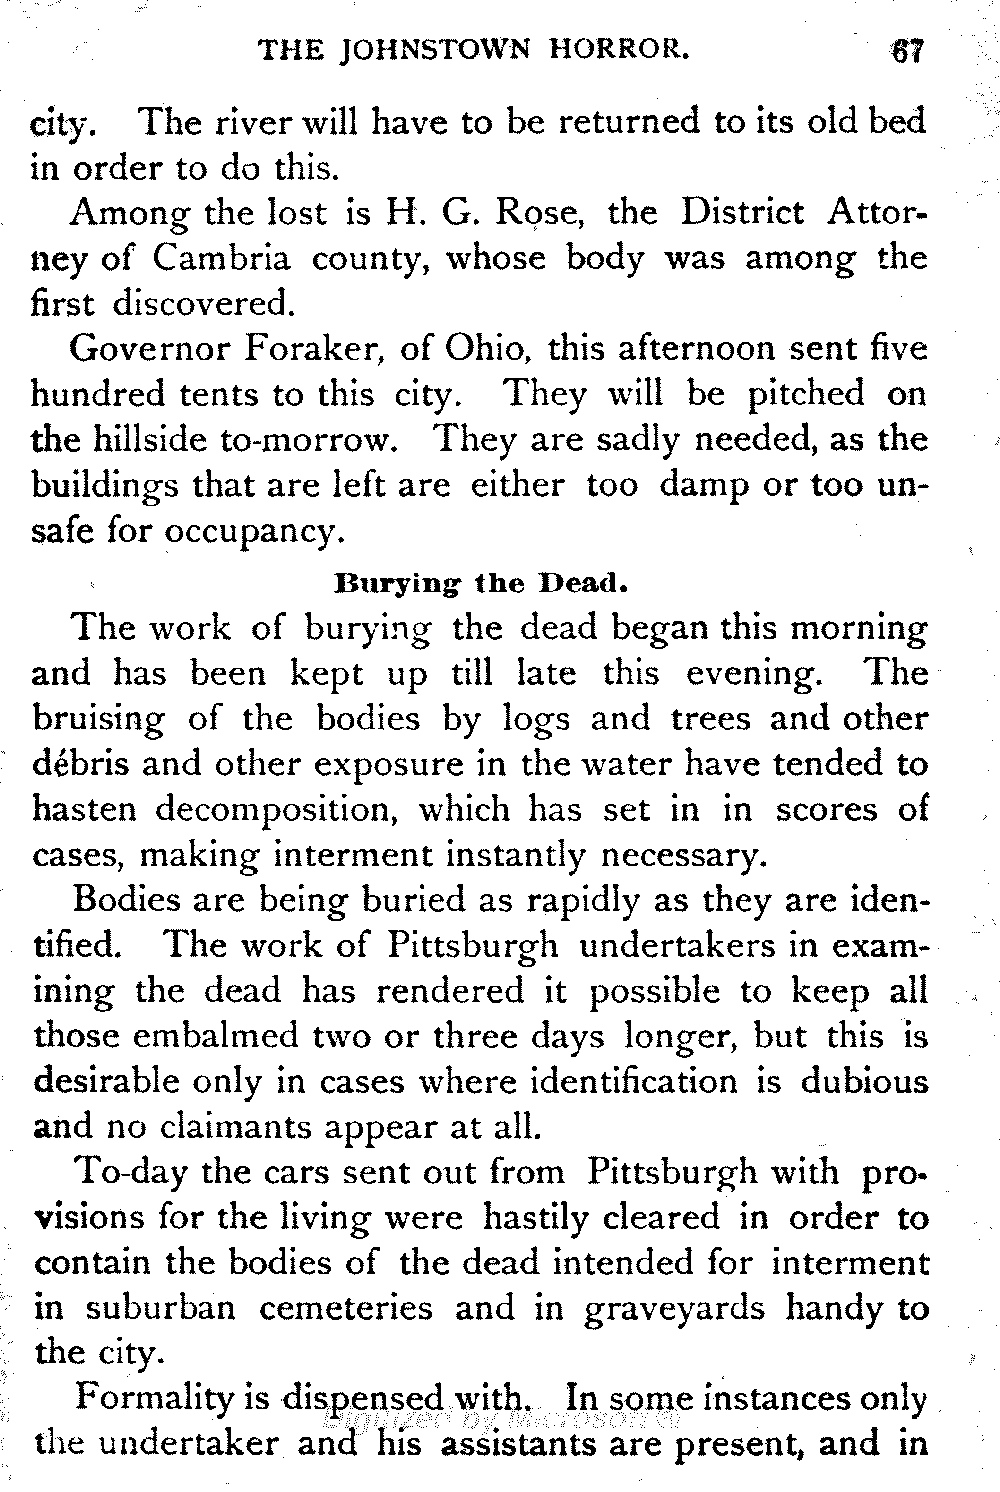 THE JOHNSTOWN HORROR. 67
city. The river will have to be returned to its old bed
in order to do this.
Among the lost is H. G. Rose, the District Attor-
ney of Cambria county, whose body was among the
first discovered.
Governor Foraker, of Ohio, this afternoon sent five
hundred tents to this city. They will be pitched on
the hillside to-morrow. They are sadly needed, as the
buildings that are left are either too damp or too un-
safe for occupancy.
Burying the Dead.
The work of burying the dead began this morning
and has been kept up till late this evening. The
bruising of the bodies by logs and trees and other
débris and other exposure in the water have tended to
hasten decomposition, which has set in in scores of
cases, making interment instantly necessary.
Bodies are being buried as rapidly as they are iden-
tified. The work of Pittsburgh undertakers in exam-
ining the dead has rendered it possible to keep all
those embalmed two or three days longer, but this is
desirable only in cases where identification is dubious
and no claimants appear at all.
To-day the cars sent out from Pittsburgh with pro-
visions for the living were hastily cleared in order to
contain the bodies of the dead intended for interment
in suburban cemeteries and in graveyards handy to
the city.
Formality is dispensed with. In some instances only
Digitized by Microsoft ®
the undertaker and his assistants are present, and in